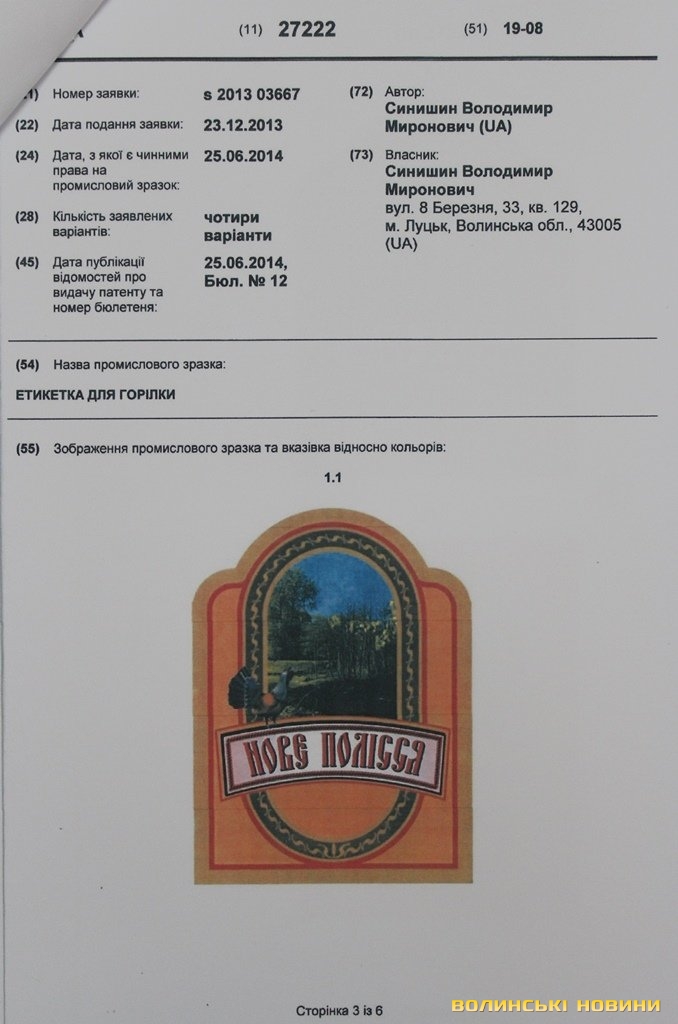 (11) 27222 (51) 19-08
Номер заявки: s 2013 03667
(22) Дата подання заявки: 23.12.2013
(24) Дата, з якої є чинними
права на
промисловий зразок: 25.06.2014
(28) Кількість заявлених
варіантів: чотири
варіанти
(45) Дата публікації
відомостей про
видачу патенту та
номер бюлетеня: 25.06.2014,
Бюл. № 12
(72) Автор:
Синишин Володимир
Миронович (UA)
(73) Власник:
Синишин Володимир
Миронович
вул. 8 Березня, 33, кв. 129,
м. Луцьк, Волинська обл., 43005
(UA)
(54) Назва промислового зразка:
ЕТИКЕТКА ДЛЯ ГОРІЛКИ
(55) Зображення промислового зразка та вказівка відносно кольорів:
1.1
НОВЕ ПОЛІССЯ
Сторінка 3 із 6
ВОЛИНСЬКІ НОВИНИ